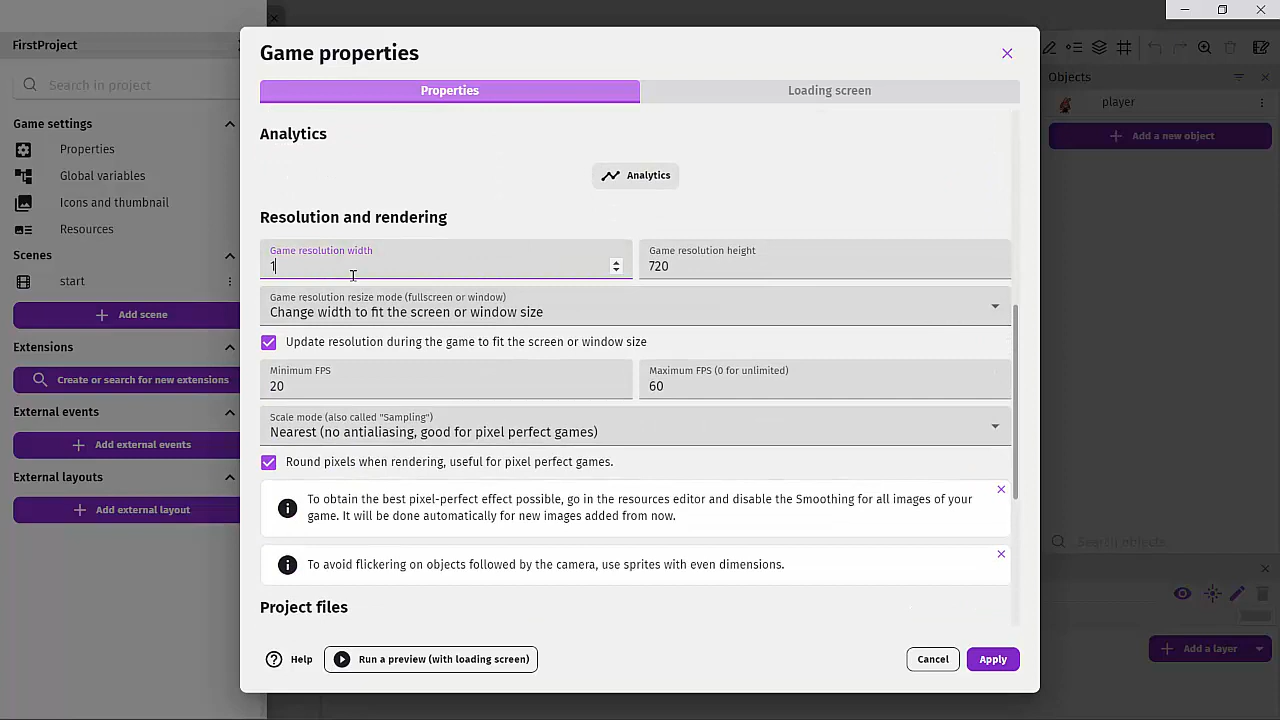 FirstProject
Search in project
Game settings
Properties
Global variables
Icons and thumbnail
Resources
Scenes
start
Add scene
Extensions
Create or search for new extensions
External events
Add external events
External layouts
Add external layout
Game properties
Properties
Loading screen
Analytics
Analytics
Resolution and rendering
Game resolution width
1
Game resolution height
720
Game resolution resize mode (fullscreen or window)
Change width to fit the screen or window size
Update resolution during the game to fit the screen or window size
Minimum FPS
20
Maximum FPS (0 for unlimited)
60
Scale mode (also called "Sampling")
Nearest (no antialiasing, good for pixel perfect games)
Round pixels when rendering, useful for pixel perfect games.
To obtain the best pixel-perfect effect possible, go in the resources editor and disable the Smoothing for all images of your
game. It will be done automatically for new images added from now.
To avoid flickering on objects followed by the camera, use sprites with even dimensions.
Project files
Help
Run a preview (with loading screen)
Cancel
Apply
Objects
player
Add a new object
Search objects
Add a layer